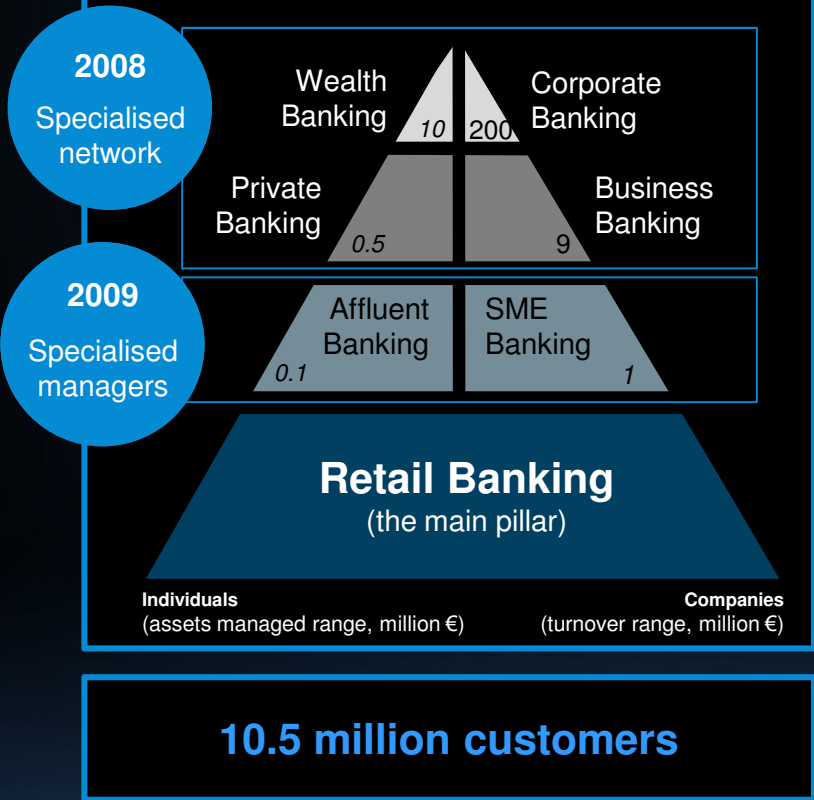 2008
Specialised
network
Wealth
Banking
10
200
Corporate
Banking
Private
Banking
0.5
9
Business
Banking
2009
Specialised
managers
Affluent
Banking
0.1
SME
Banking
1
Retail Banking
(the main pillar)
Individuals
(assets managed range, million €)
Companies
(turnover range, million €)
10.5 million customers